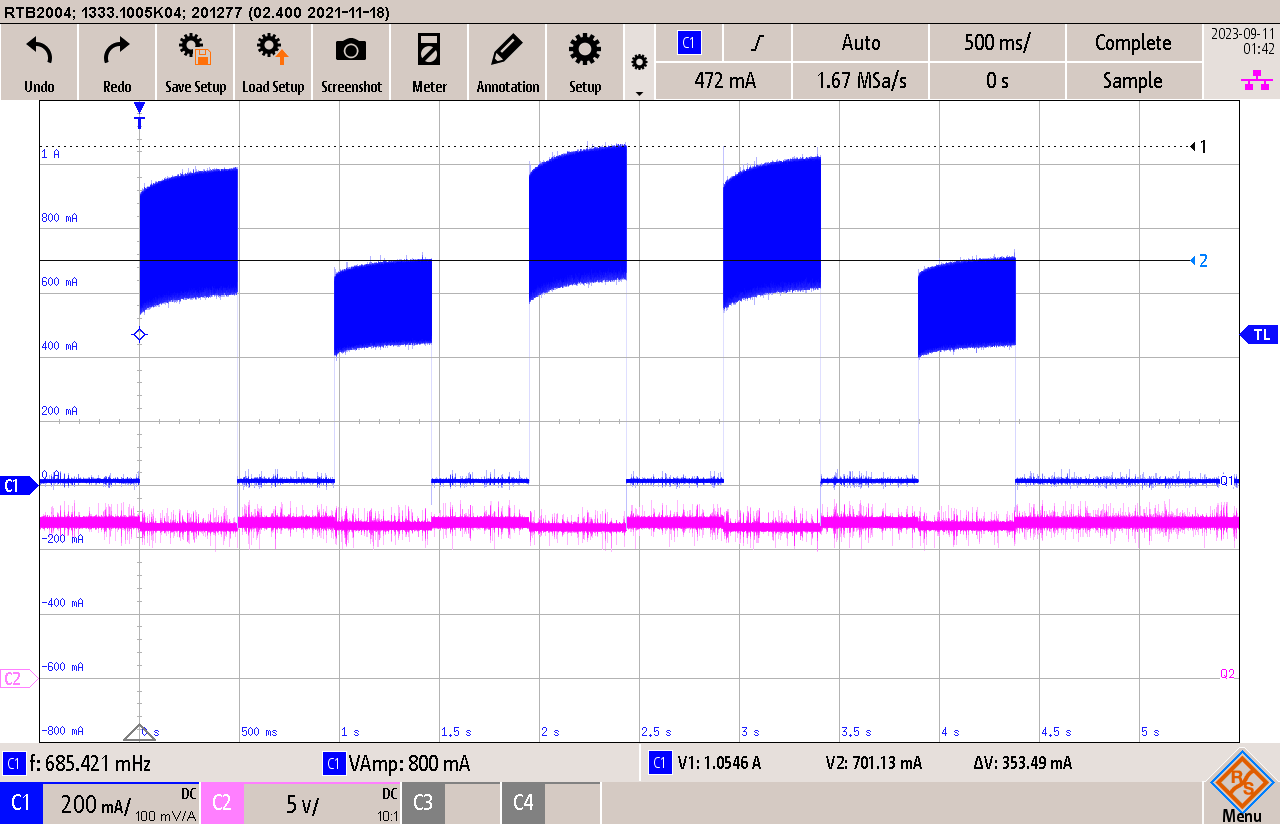 RTB2004; 1333.1005K04; 201277 (02.400 2021-11-18)
Undo
Redo
Save Setup
Load Setup
Screenshot
Meter
Annotation
Setup
C1
Auto
500 ms/
Complete
2023-09-11
01:42
472 mA
1.67 MSa/s
0 s
Sample
T
1 A
1
800 mA
2
600 mA
TL
400 mA
200 mA
0 A
C1
Q1
-200 mA
-400 mA
-600 mA
C2
Q2
-800 mA
0 s
500 ms
1 s
1.5 s
2 s
2.5 s
3 s
3.5 s
4 s
4.5 s
5 s
C1 f: 685.421 mHz
C1 VAmp: 800 mA
C1 V1: 1.0546 A
V2: 701.13 mA
ΔV: 353.49 mA
C1
200 mA/
DC
100 mV/A
C2
5 V/
DC
10:1
C3
C4
R S
Menu